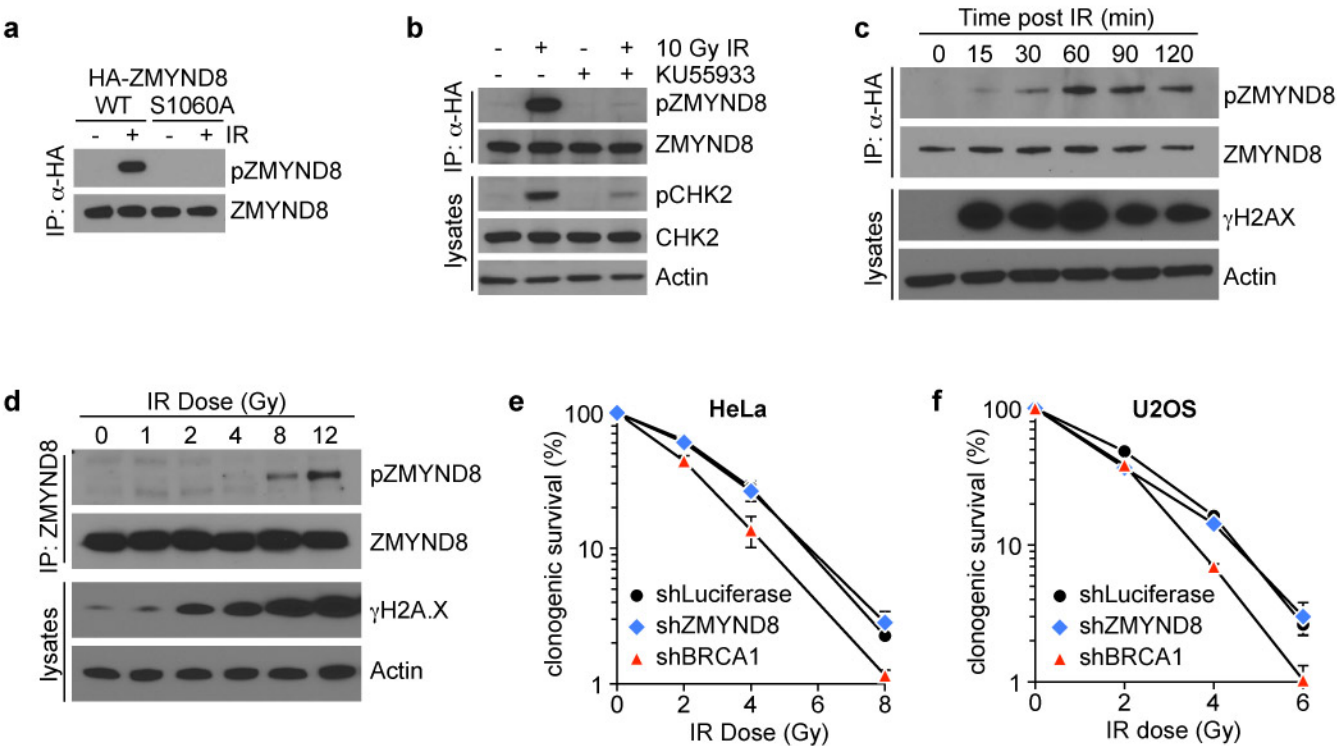 a
HA-ZMYND8
WT S1060A
- + - + IR
IP: α-HA
pZMYND8
ZMYND8
b
- + - + 10 Gy IR
- - + + KU55933
IP: α-HA
pZMYND8
ZMYND8
lysates
pCHK2
CHK2
Actin
c
Time post IR (min)
0 15 30 60 90 120
IP: α-HA
pZMYND8
ZMYND8
lysates
γH2AX
Actin
d
IR Dose (Gy)
0 1 2 4 8 12
IP: ZMYND8
pZMYND8
ZMYND8
lysates
γH2A.X
Actin
e
HeLa
clonogenic survival (%)
100
10
1
shLuciferase
shZMYND8
shBRCA1
0 2 4 6 8
IR Dose (Gy)
f
U2OS
clonogenic survival (%)
100
10
1
shLuciferase
shZMYND8
shBRCA1
0 2 4 6
IR dose (Gy)